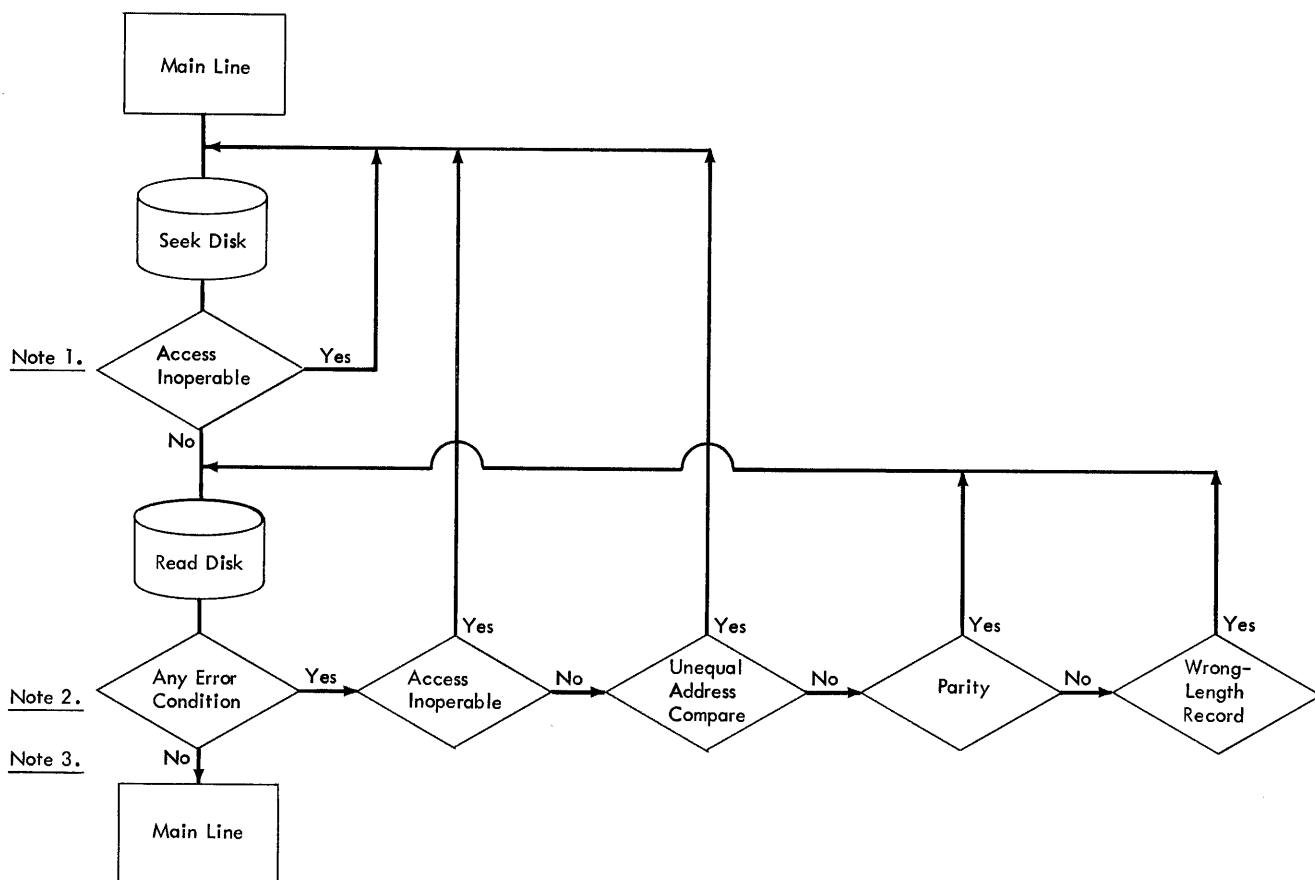 Main Line
Seek Disk
Note 1.
Access
Inoperable
Yes
No
Read Disk
Note 2.
Any Error
Condition
Yes
Access
Inoperable
Yes
No
Unequal
Address
Compare
Yes
No
Parity
Yes
No
Wrong-
Length
Record
Yes
Note 3.
No
Main Line